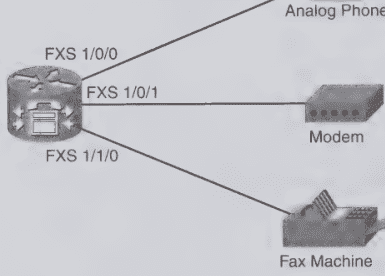 Analog Phone
FXS 1/0/0
FXS 1/0/1
Modem
FXS 1/1/0
Fax Machine